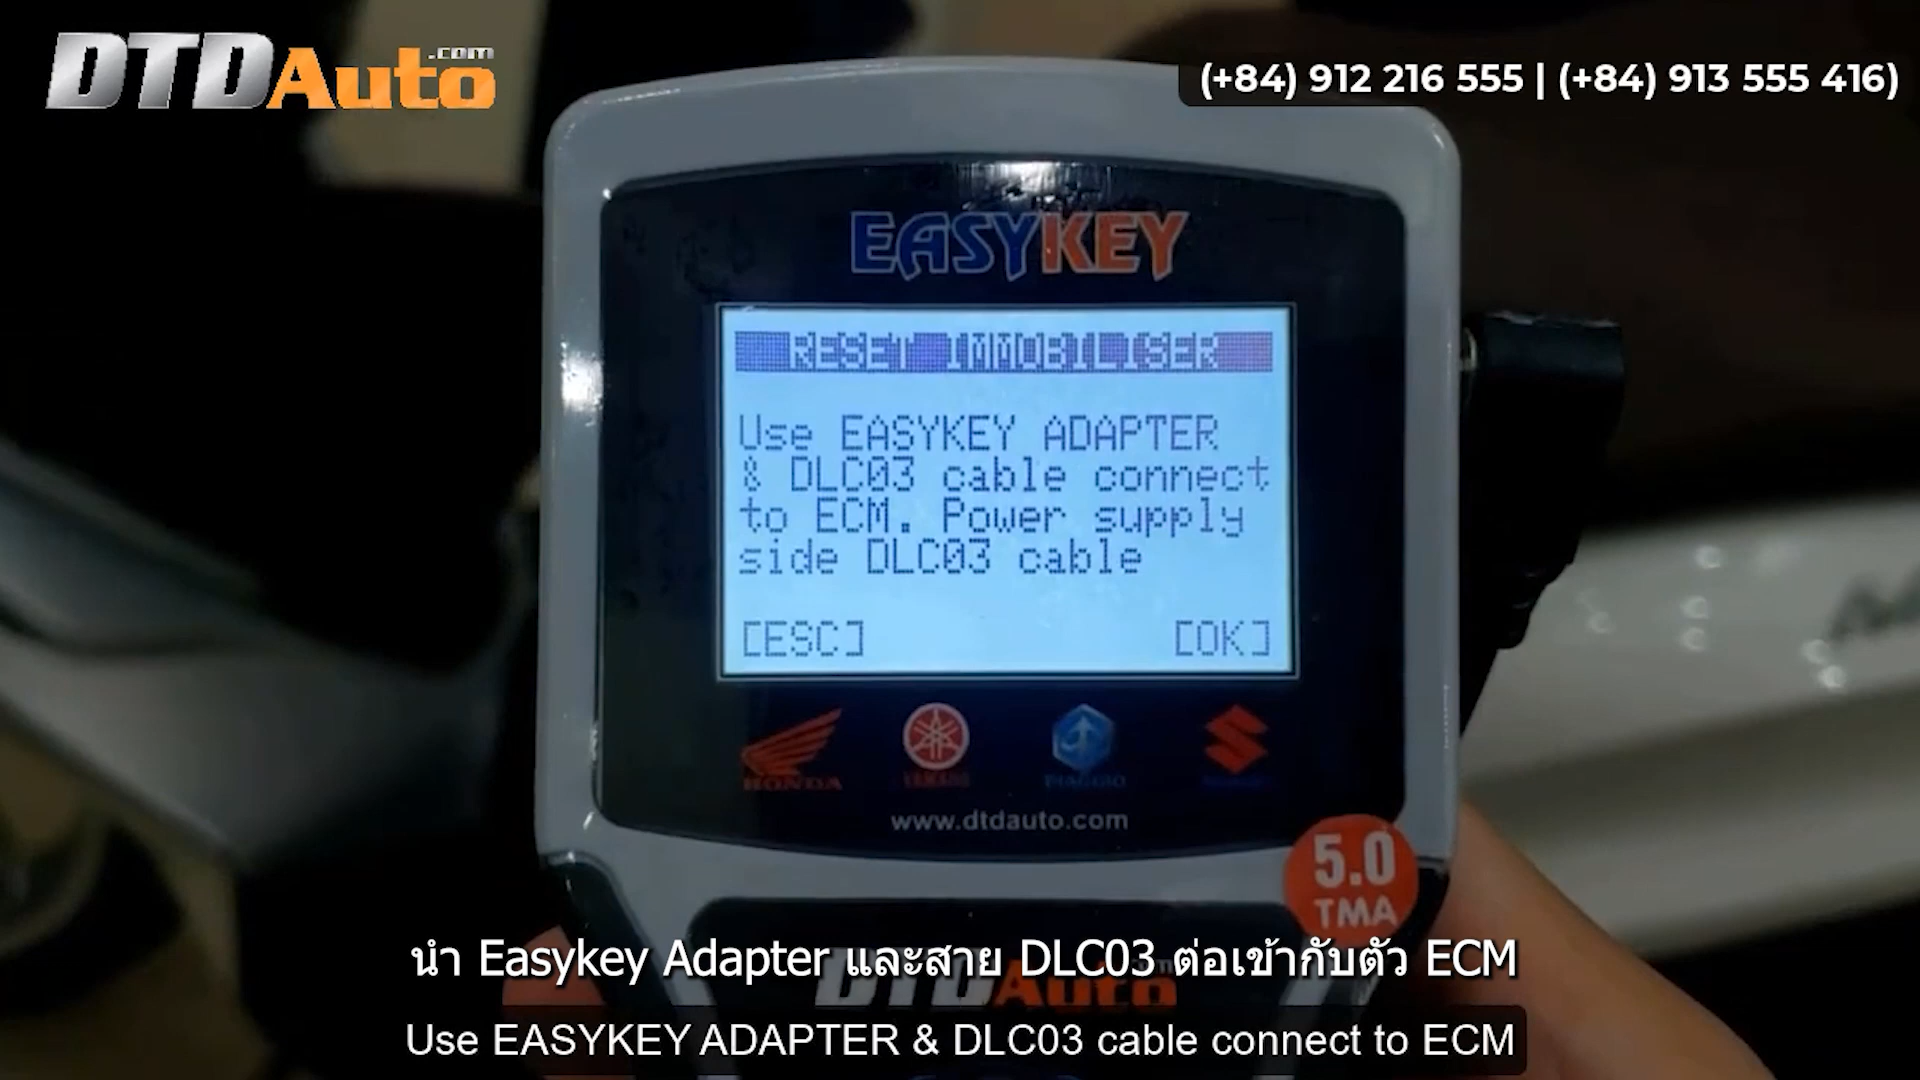 DTDAuto.com
(+84) 912 216 555 | (+84) 913 555 416)
EASYKEY
RESET IMMOBILISER
Use EASYKEY ADAPTER
& DLC03 cable connect
to ECM. Power supply
side DLC03 cable
[ESC] [OK]
HONDA YAMAHA PIAGGIO
www.dtdauto.com
5.0
TMA
นำ Easykey Adapter และสาย DLC03 ต่อเข้ากับตัว ECM
DTDAuto.com
Use EASYKEY ADAPTER & DLC03 cable connect to ECM